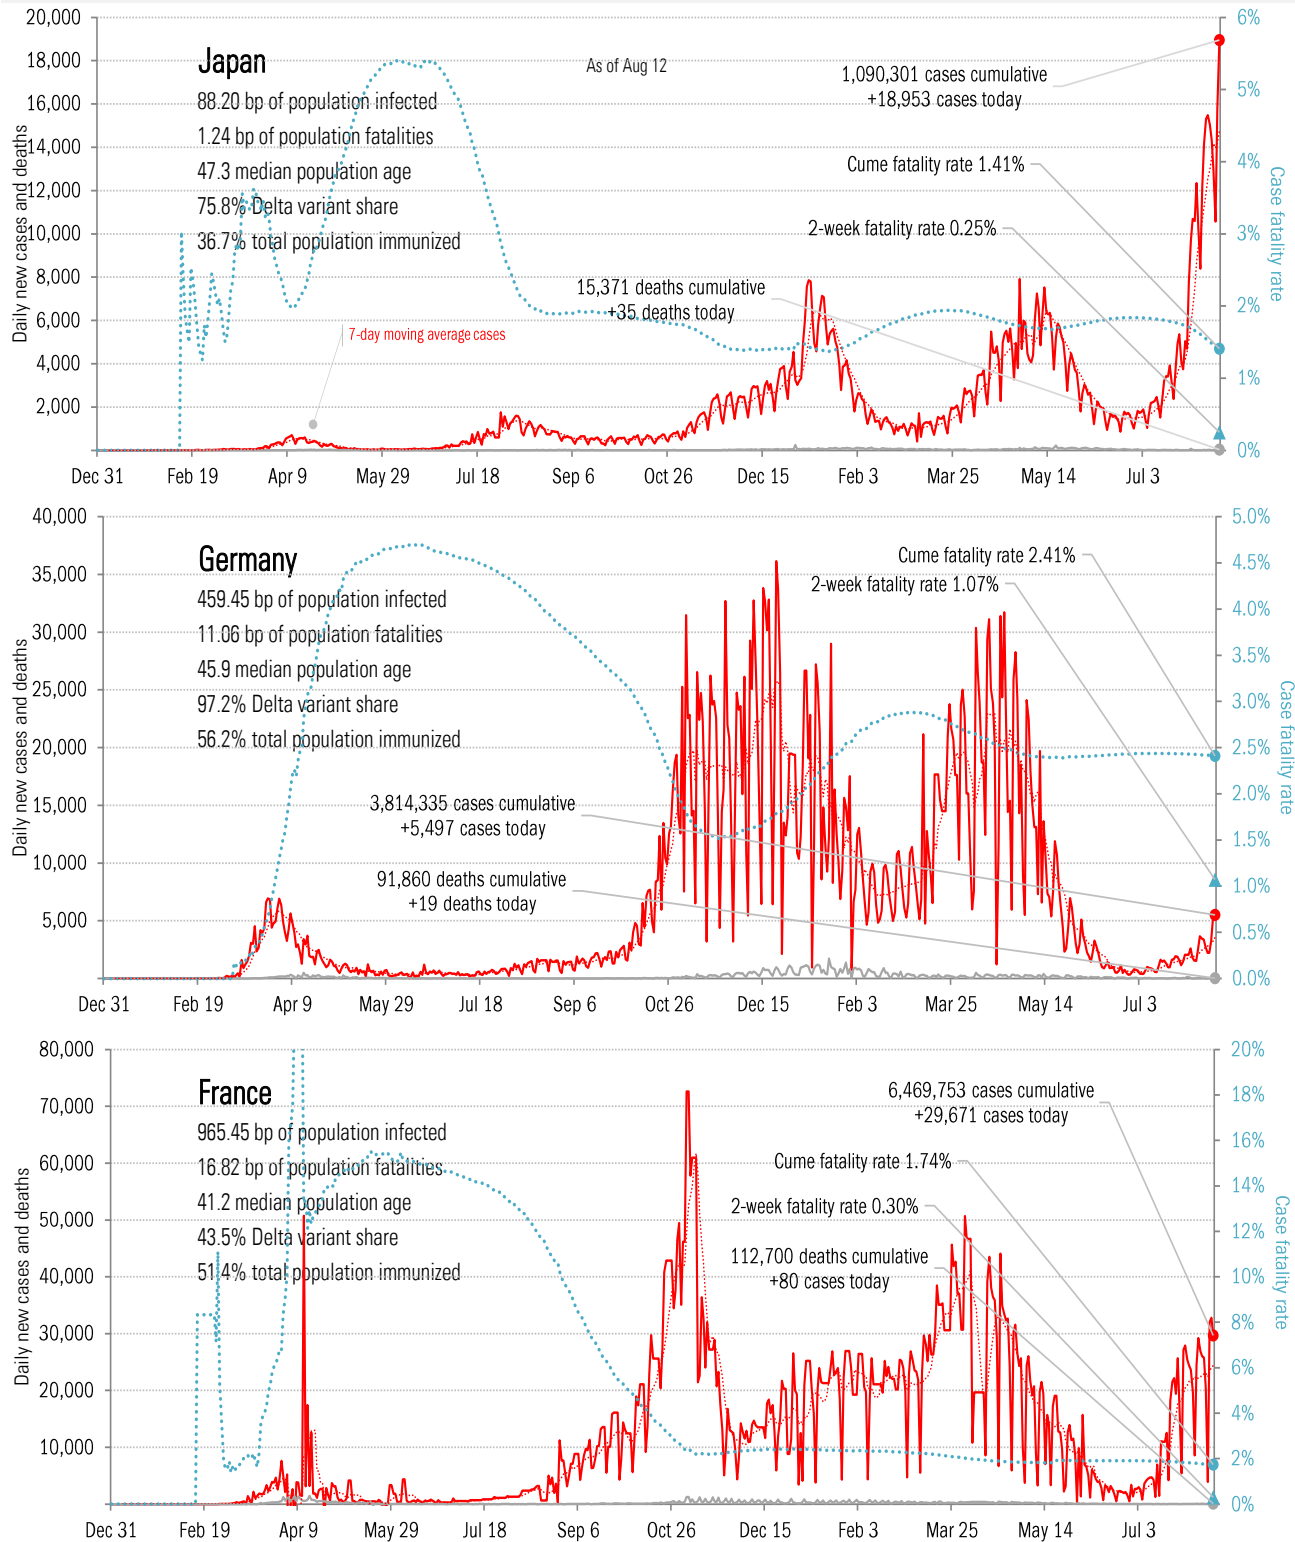 20,000
18,000
16,000
14,000
12,000
10,000
8,000
6,000
4,000
2,000
Daily new cases and deaths
Japan
88.20 bp of population infected
1.24 bp of population fatalities
47.3 median population age
75.8% Delta variant share
36.7% total population immunized
As of Aug 12
1,090,301 cases cumulative
+18,953 cases today
Cume fatality rate 1.41%
2-week fatality rate 0.25%
15,371 deaths cumulative
+35 deaths today
7-day moving average cases
6%
5%
4%
3%
2%
1%
0%
Case fatality rate
Dec 31 Feb 19 Apr 9 May 29 Jul 18 Sep 6 Oct 26 Dec 15 Feb 3 Mar 25 May 14 Jul 3
40,000
35,000
30,000
25,000
20,000
15,000
10,000
5,000
Daily new cases and deaths
Germany
459.45 bp of population infected
11.06 bp of population fatalities
45.9 median population age
97.2% Delta variant share
56.2% total population immunized
Cume fatality rate 2.41%
2-week fatality rate 1.07%
3,814,335 cases cumulative
+5,497 cases today
91,860 deaths cumulative
+19 deaths today
5.0%
4.5%
4.0%
3.5%
3.0%
2.5%
2.0%
1.5%
1.0%
0.5%
0.0%
Case fatality rate
Dec 31 Feb 19 Apr 9 May 29 Jul 18 Sep 6 Oct 26 Dec 15 Feb 3 Mar 25 May 14 Jul 3
80,000
70,000
60,000
50,000
40,000
30,000
20,000
10,000
Daily new cases and deaths
France
965.45 bp of population infected
16.82 bp of population fatalities
41.2 median population age
43.5% Delta variant share
51.4% total population immunized
6,469,753 cases cumulative
+29,671 cases today
Cume fatality rate 1.74%
2-week fatality rate 0.30%
112,700 deaths cumulative
+80 cases today
20%
18%
16%
14%
12%
10%
8%
6%
4%
2%
0%
Case fatality rate
Dec 31 Feb 19 Apr 9 May 29 Jul 18 Sep 6 Oct 26 Dec 15 Feb 3 Mar 25 May 14 Jul 3